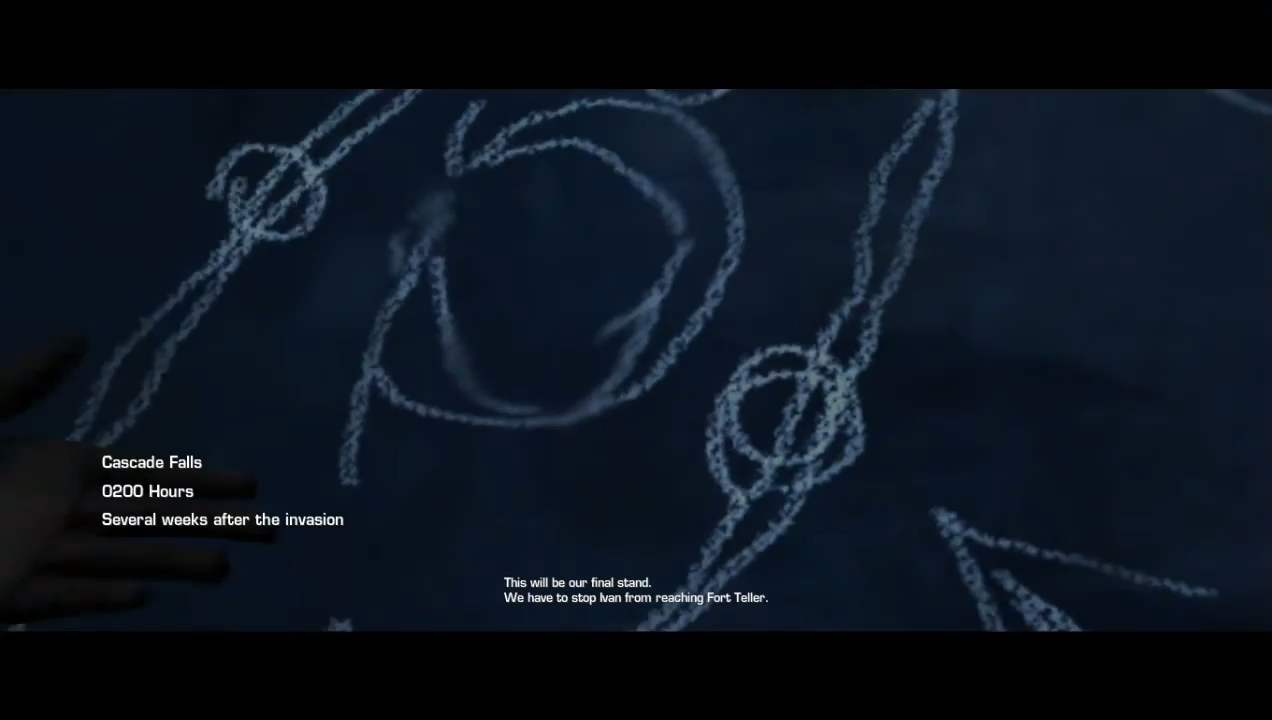 Cascade Falls
0200 Hours
Several weeks after the invasion
This will be our final stand.
We have to stop Ivan from reaching Fort Teller.